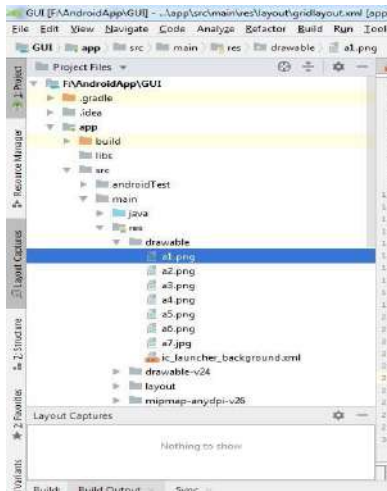 GUI [F:\AndroidApp\GUI] - ...\app\src\main\res\layout\gridlayout.xml [app
File Edit View Navigate Code Analyze Refactor Build Run Tool
GUI app src main res drawable a1.png
Project Files
F:\AndroidApp\GUI
.gradle
.idea
app
build
libs
src
androidTest
main
java
res
drawable
a1.png
a2.png
a3.png
a4.png
a5.png
a6.png
a7.jpg
ic_launcher_background.xml
drawable-v24
layout
mipmap-anydpi-v26
Layout Captures
Nothing to show
1: Project
Resource Manager
Layout Captures
Z: Structure
2: Favorites
Variants
Build: Build Output Sync